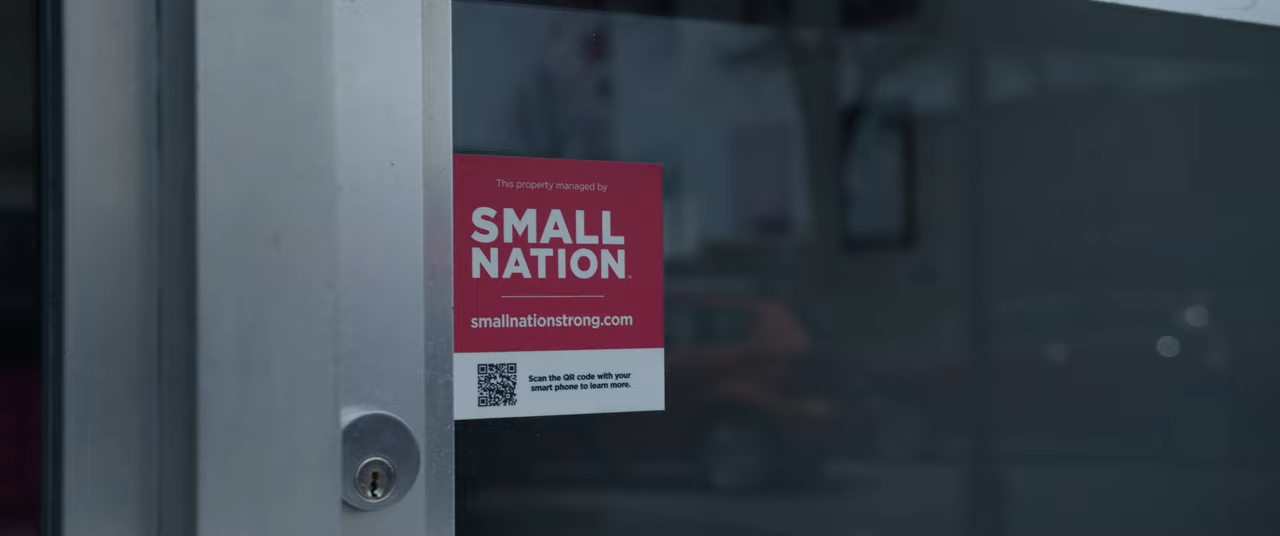 This property managed by
SMALL
NATION
smallnationstrong.com
Scan the QR code with your
smart phone to learn more.